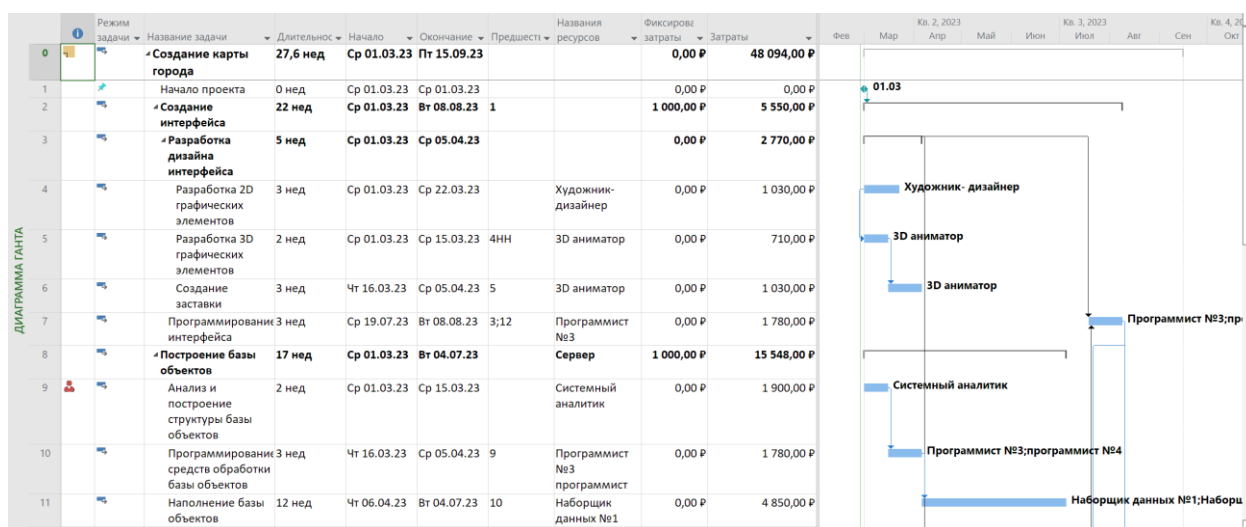 Режим задачи Название задачи Длительнос Начало Окончание Предшести Названия ресурсов Фиксирова затраты Затраты
Кв. 2, 2023 Кв. 3, 2023 Кв. 4, 20
Фев Мар Апр Май Июн Июл Авг Сен Окт
ДИАГРАММА ГАНТА
0 Создание карты 27,6 нед Ср 01.03.23 Пт 15.09.23 0,00 ₽ 48 094,00 ₽
города
1 Начало проекта 0 нед Ср 01.03.23 Ср 01.03.23 0,00 ₽ 0,00 ₽ 01.03
2 Создание 22 нед Ср 01.03.23 Вт 08.08.23 1 1 000,00 ₽ 5 550,00 ₽
интерфейса
3 Разработка 5 нед Ср 01.03.23 Ср 05.04.23 0,00 ₽ 2 770,00 ₽
дизайна
интерфейса
4 Разработка 2D 3 нед Ср 01.03.23 Ср 22.03.23 Художник- 0,00 ₽ 1 030,00 ₽ Художник- дизайнер
графических дизайнер
элементов
5 Разработка 3D 2 нед Ср 01.03.23 Ср 15.03.23 4НН 3D аниматор 0,00 ₽ 710,00 ₽ 3D аниматор
графических
элементов
6 Создание 3 нед Чт 16.03.23 Ср 05.04.23 5 3D аниматор 0,00 ₽ 1 030,00 ₽ 3D аниматор
заставки
7 Программирование 3 нед Ср 19.07.23 Вт 08.08.23 3;12 Программист 0,00 ₽ 1 780,00 ₽ Программист №3;пр
интерфейса №3
8 Построение базы 17 нед Ср 01.03.23 Вт 04.07.23 Сервер 1 000,00 ₽ 15 548,00 ₽
объектов
9 Анализ и 2 нед Ср 01.03.23 Ср 15.03.23 Системный 0,00 ₽ 1 900,00 ₽ Системный аналитик
построение аналитик
структуры базы
объектов
10 Программирование 3 нед Чт 16.03.23 Ср 05.04.23 9 Программист 0,00 ₽ 1 780,00 ₽ Программист №3;программист №4
средств обработки №3
базы объектов программист
11 Наполнение базы 12 нед Чт 06.04.23 Вт 04.07.23 10 Наборщик 0,00 ₽ 4 850,00 ₽ Наборщик данных №1;Наборщ
объектов данных №1